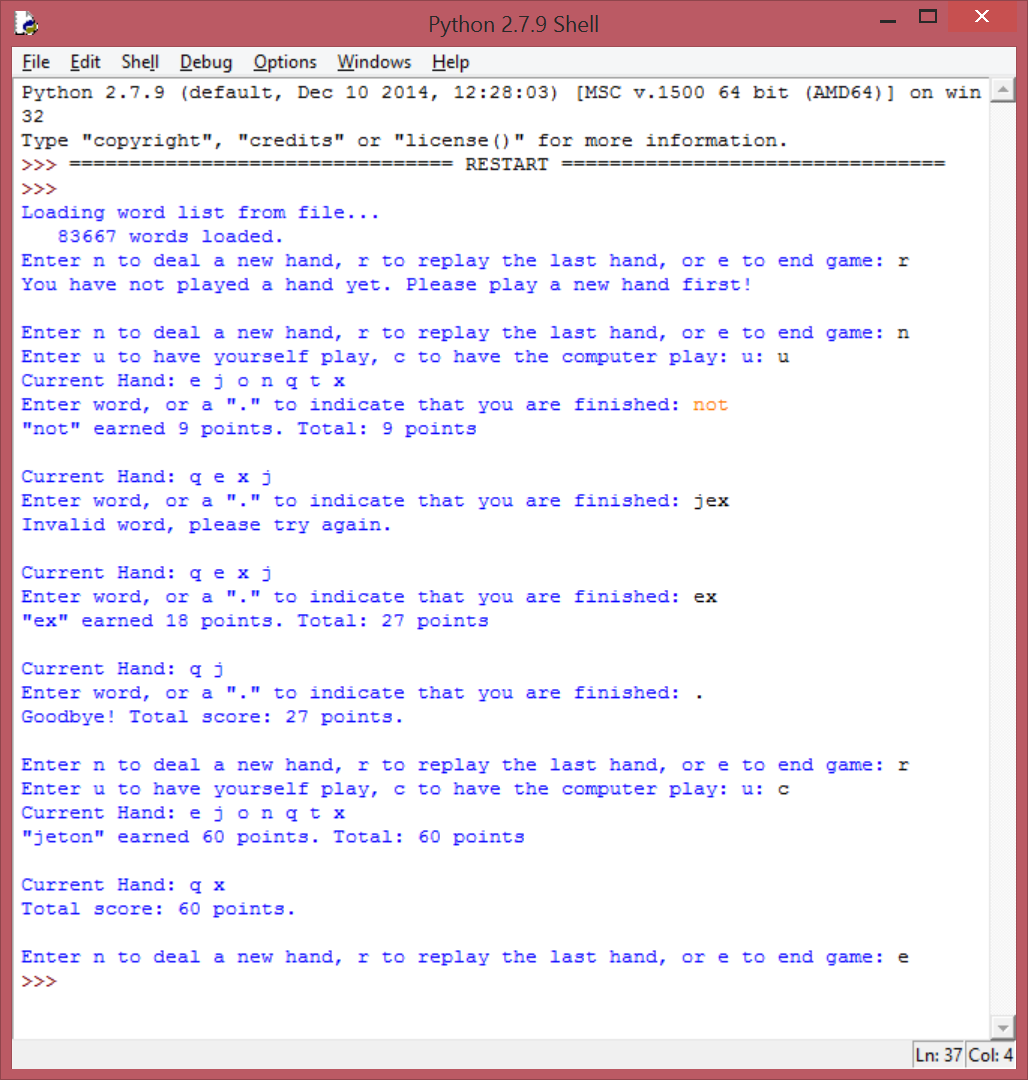 Python 2.7.9 Shell
File Edit Shell Debug Options Windows Help
Python 2.7.9 (default, Dec 10 2014, 12:28:03) [MSC v.1500 64 bit (AMD64)] on win
32
Type "copyright", "credits" or "license()" for more information.
>>> ================================ RESTART ================================
>>>
Loading word list from file...
   83667 words loaded.
Enter n to deal a new hand, r to replay the last hand, or e to end game: r
You have not played a hand yet. Please play a new hand first!

Enter n to deal a new hand, r to replay the last hand, or e to end game: n
Enter u to have yourself play, c to have the computer play: u: u
Current Hand: e j o n q t x
Enter word, or a "." to indicate that you are finished: not
"not" earned 9 points. Total: 9 points

Current Hand: q e x j
Enter word, or a "." to indicate that you are finished: jex
Invalid word, please try again.

Current Hand: q e x j
Enter word, or a "." to indicate that you are finished: ex
"ex" earned 18 points. Total: 27 points

Current Hand: q j
Enter word, or a "." to indicate that you are finished: .
Goodbye! Total score: 27 points.

Enter n to deal a new hand, r to replay the last hand, or e to end game: r
Enter u to have yourself play, c to have the computer play: u: c
Current Hand: e j o n q t x
"jeton" earned 60 points. Total: 60 points

Current Hand: q x
Total score: 60 points.

Enter n to deal a new hand, r to replay the last hand, or e to end game: e
>>>
Ln: 37 Col: 4